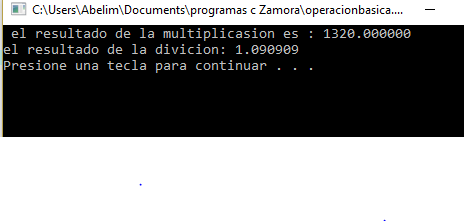 C:\Users\Abelim\Documents\programas c Zamora\operacionbasica....
el resultado de la multiplicasion es : 1320.000000
el resultado de la divicion: 1.090909
Presione una tecla para continuar . . .